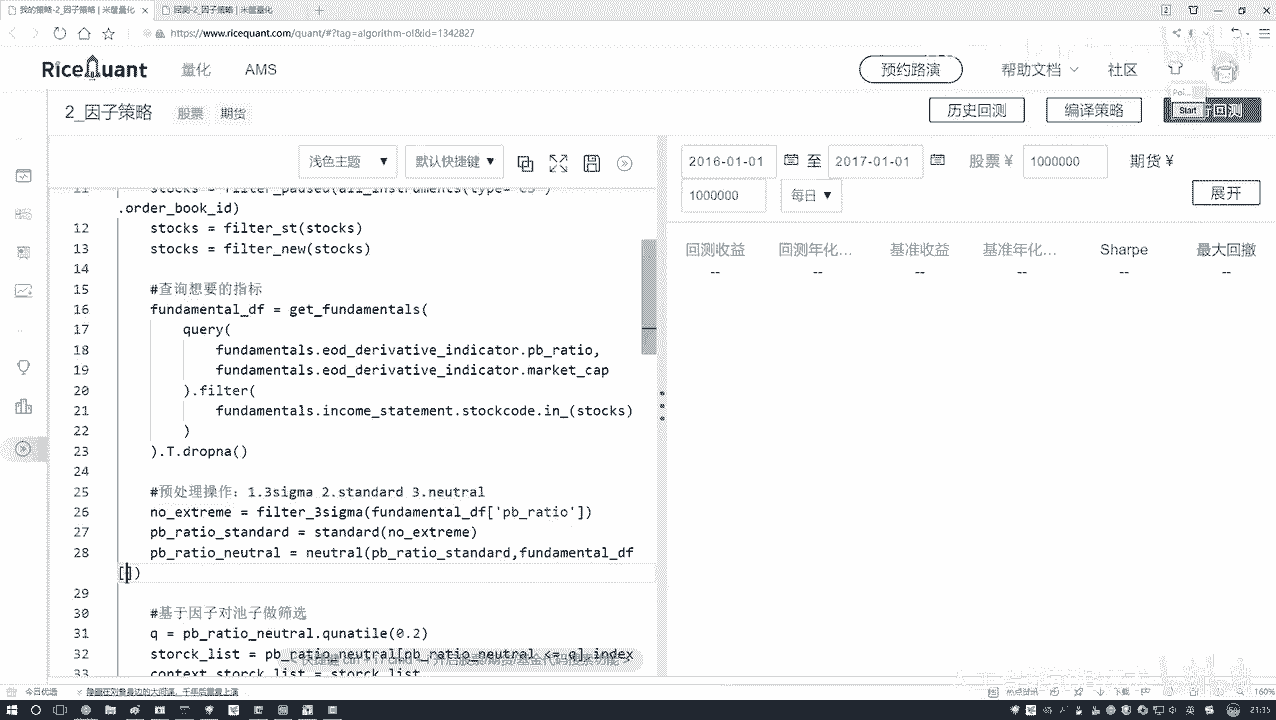 我的策略-2_因子策略 | 米筐量化
回测-2_因子策略 | 米筐量化
https://www.ricequant.com/quant/#?tag=algorithm-ol&id=1342827
RiceQuant 量化 AMS 预约路演 帮助文档 社区
2_因子策略 股票 期货 历史回测 编译策略
Start
浅色主题 默认快捷键
2016-01-01 至 2017-01-01 股票 ¥ 1000000 期货 ¥
1000000 每日 展开
回测收益 回测年化... 基准收益 基准年化... Sharpe 最大回撤
-- -- -- -- -- --
.order_book_id)
12 stocks = filter_st(stocks)
13 stocks = filter_new(stocks)
14
15 #查询想要的指标
16 fundamental_df = get_fundamentals(
17 query(
18 fundamentals.eod_derivative_indicator.pb_ratio,
19 fundamentals.eod_derivative_indicator.market_cap
20 ).filter(
21 fundamentals.income_statement.stockcode.in_(stocks)
22 )
23 ).T.dropna()
24
25 #预处理操作：1.3sigma 2.standard 3.neutral
26 no_extreme = filter_3sigma(fundamental_df['pb_ratio'])
27 pb_ratio_standard = standard(no_extreme)
28 pb_ratio_neutral = neutral(pb_ratio_standard,fundamental_df
[])
29
30 #基于因子对池子做筛选
31 q = pb_ratio_neutral.qunatile(0.2)
32 storck_list = pb_ratio_neutral[pb_ratio_neutral <= q].index
33 context.storck_list = storck_list
今日优选
160%
21:15